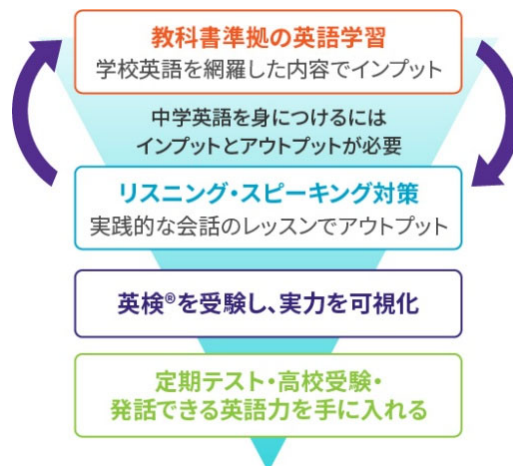 教科書準拠の英語学習
学校英語を網羅した内容でインプット
中学英語を身につけるには
インプットとアウトプットが必要
リスニング・スピーキング対策
実践的な会話のレッスンでアウトプット
英検®を受験し、実力を可視化
定期テスト・高校受験・
発話できる英語力を手に入れる